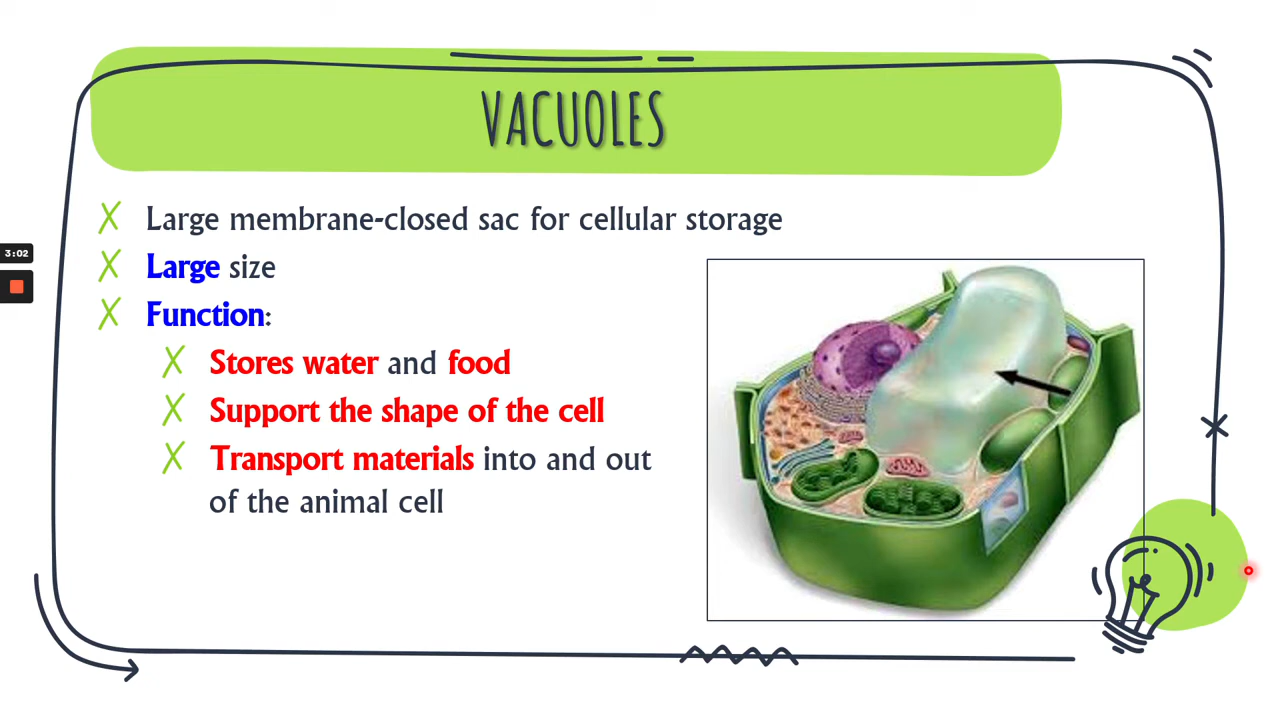 VACUOLES
Large membrane-closed sac for cellular storage
Large size
Function:
Stores water and food
Support the shape of the cell
Transport materials into and out
of the animal cell
3:02